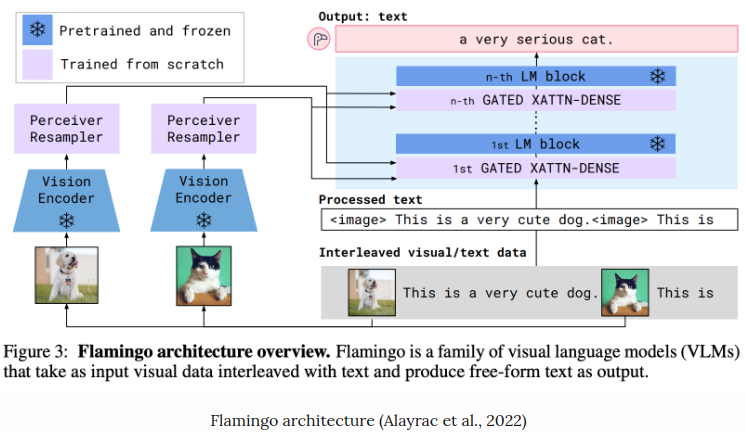 Output: text
Pretrained and frozen
Trained from scratch
a very serious cat.
n-th LM block
n-th GATED XATTN-DENSE
Perceiver
Resampler
Perceiver
Resampler
1st LM block
1st GATED XATTN-DENSE
Vision
Encoder
Vision
Encoder
Processed text
<image> This is a very cute dog.<image> This is
Interleaved visual/text data
This is a very cute dog.
This is
Figure 3: Flamingo architecture overview. Flamingo is a family of visual language models (VLMs)
that take as input visual data interleaved with text and produce free-form text as output.
Flamingo architecture (Alayrac et al., 2022)